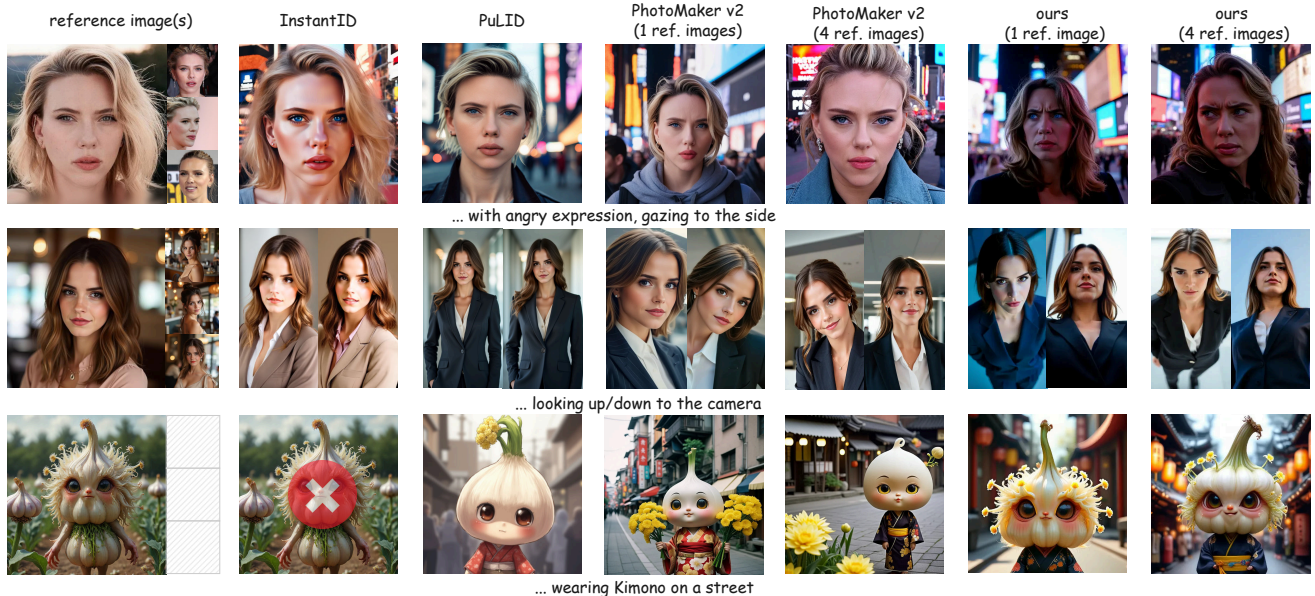 reference image(s)
InstantID
PuLID
PhotoMaker v2
(1 ref. images)
PhotoMaker v2
(4 ref. images)
ours
(1 ref. image)
ours
(4 ref. images)
... with angry expression, gazing to the side
... looking up/down to the camera
... wearing Kimono on a street